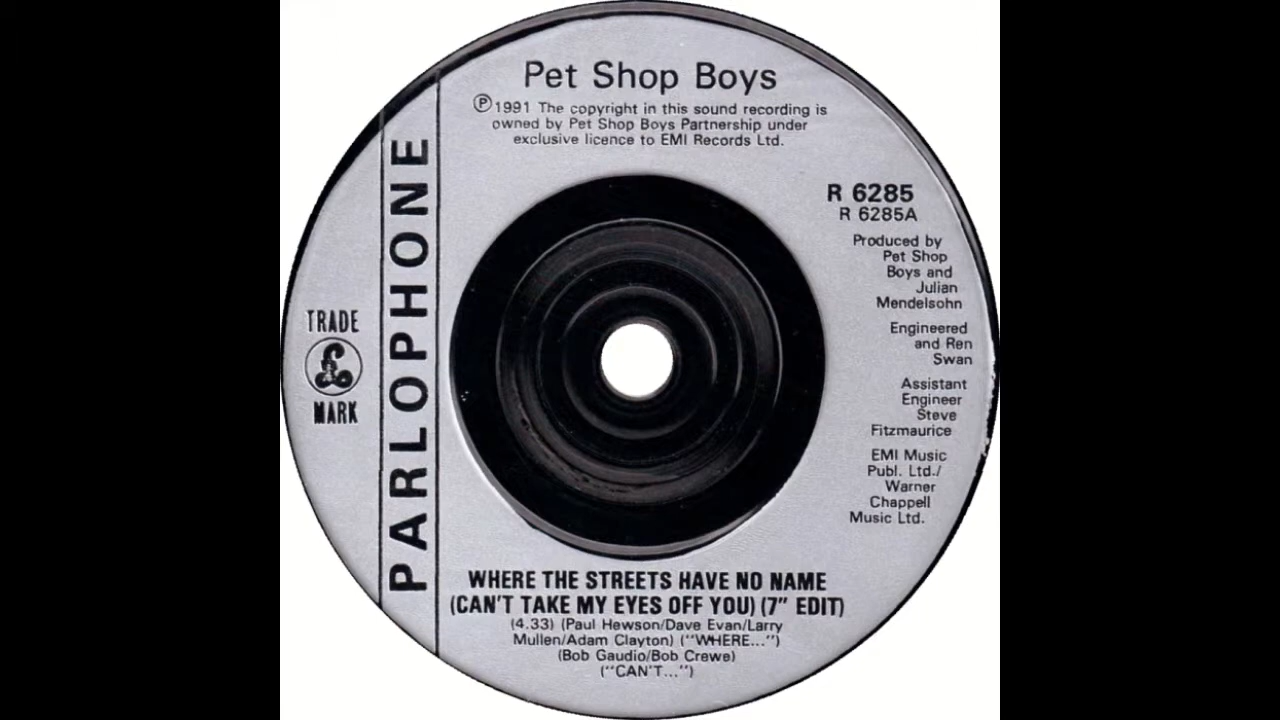 Pet Shop Boys
Ⓟ1991 The copyright in this sound recording is
owned by Pet Shop Boys Partnership under
exclusive licence to EMI Records Ltd.
PARLOPHONE
TRADE
MARK
R 6285
R 6285A
Produced by
Pet Shop
Boys and
Julian
Mendelsohn
Engineered
and Ren
Swan
Assistant
Engineer
Steve
Fitzmaurice
EMI Music
Publ. Ltd./
Warner
Chappell
Music Ltd.
WHERE THE STREETS HAVE NO NAME
(CAN'T TAKE MY EYES OFF YOU) (7" EDIT)
(4.33) (Paul Hewson/Dave Evan/Larry
Mullen/Adam Clayton) ("WHERE...")
(Bob Gaudio/Bob Crewe)
("CAN'T...")